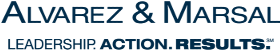 ALVAREZ & MARSAL
LEADERSHIP. ACTION. RESULTS.℠